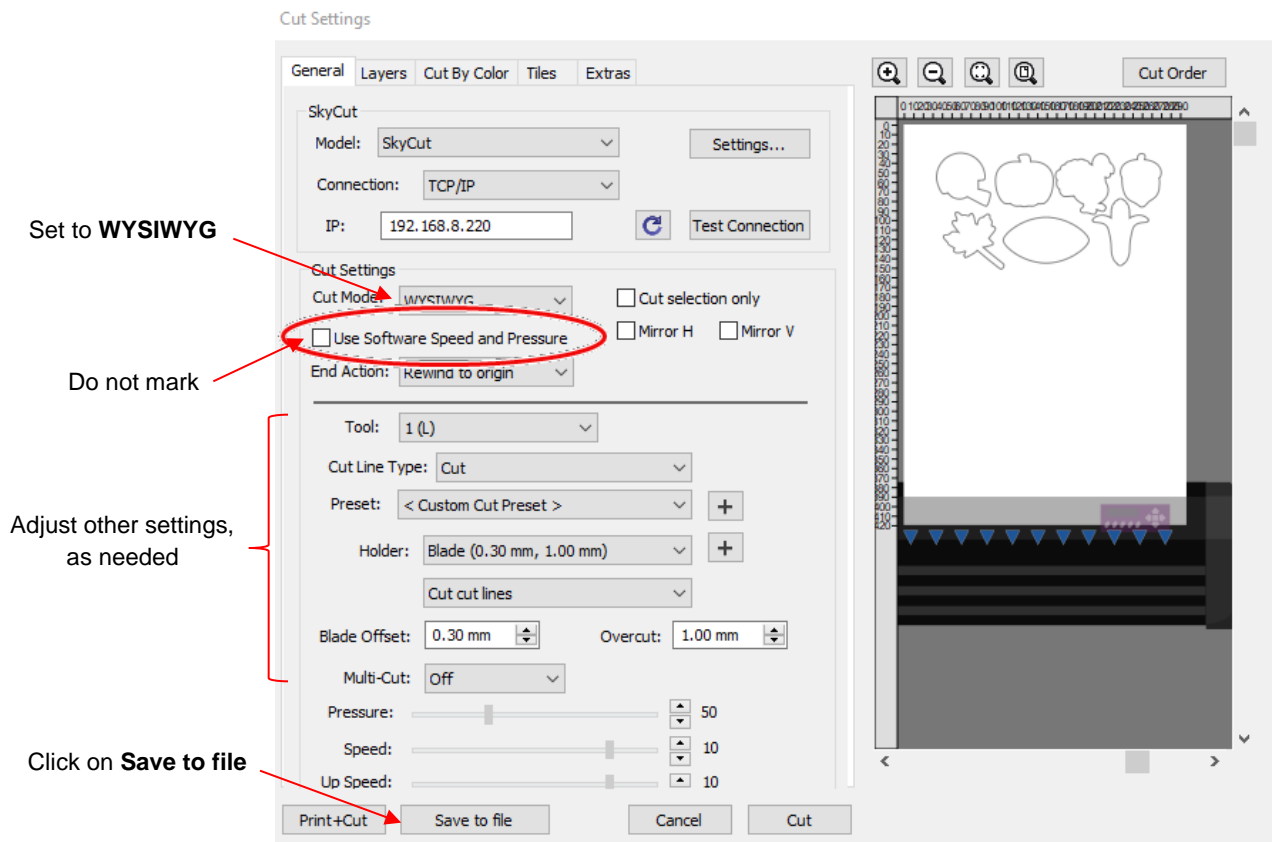 Cut Settings
General Layers Cut By Color Tiles Extras
Cut Order
SkyCut
Model: SkyCut Settings...
Connection: TCP/IP
IP: 192.168.8.220 Test Connection
Set to WYSIWYG
Cut Settings
Cut Mode: WYSIWYG Cut selection only
Use Software Speed and Pressure Mirror H Mirror V
Do not mark
End Action: Rewind to origin
Tool: 1 (L)
Cut Line Type: Cut
Preset: < Custom Cut Preset >
Adjust other settings,
as needed
Holder: Blade (0.30 mm, 1.00 mm)
Cut cut lines
Blade Offset: 0.30 mm Overcut: 1.00 mm
Multi-Cut: Off
Pressure: 50
Speed: 10
Click on Save to file
Up Speed: 10
Print+Cut Save to file Cancel Cut